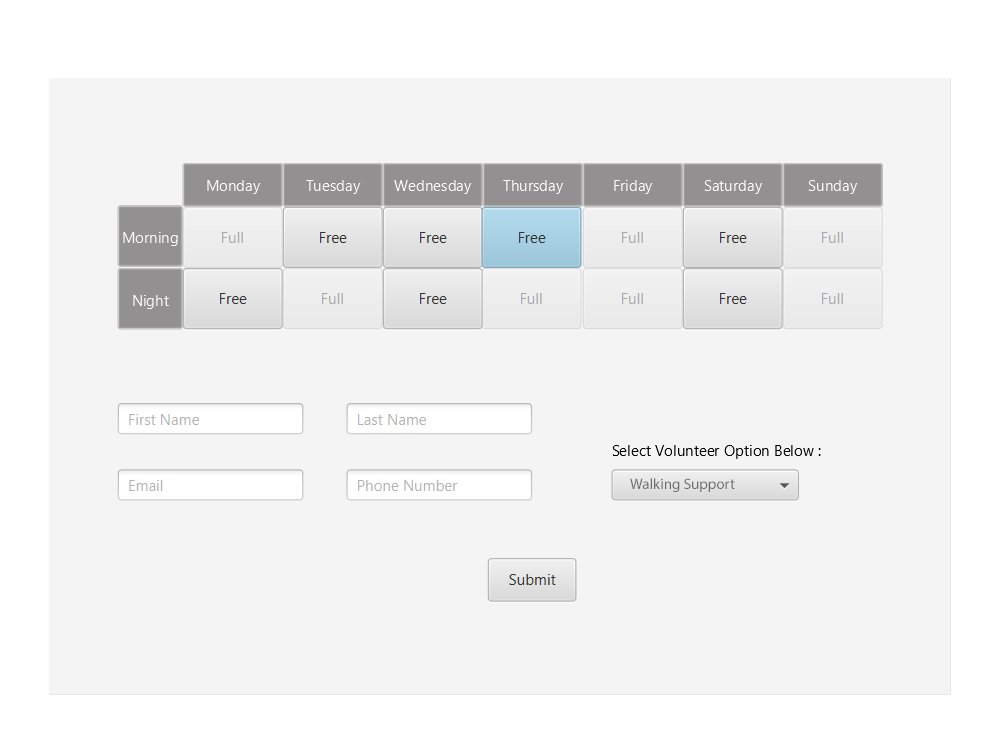 Monday Tuesday Wednesday Thursday Friday Saturday Sunday
Morning Full Free Free Free Full Free Full
Night Free Full Free Full Full Free Full
First Name Last Name
Select Volunteer Option Below :
Email Phone Number Walking Support
Submit